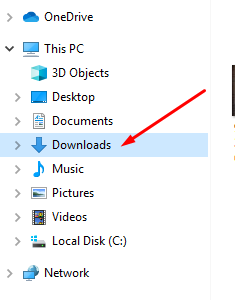 OneDrive
This PC
3D Objects
Desktop
Documents
Downloads
Music
Pictures
Videos
Local Disk (C:)
Network